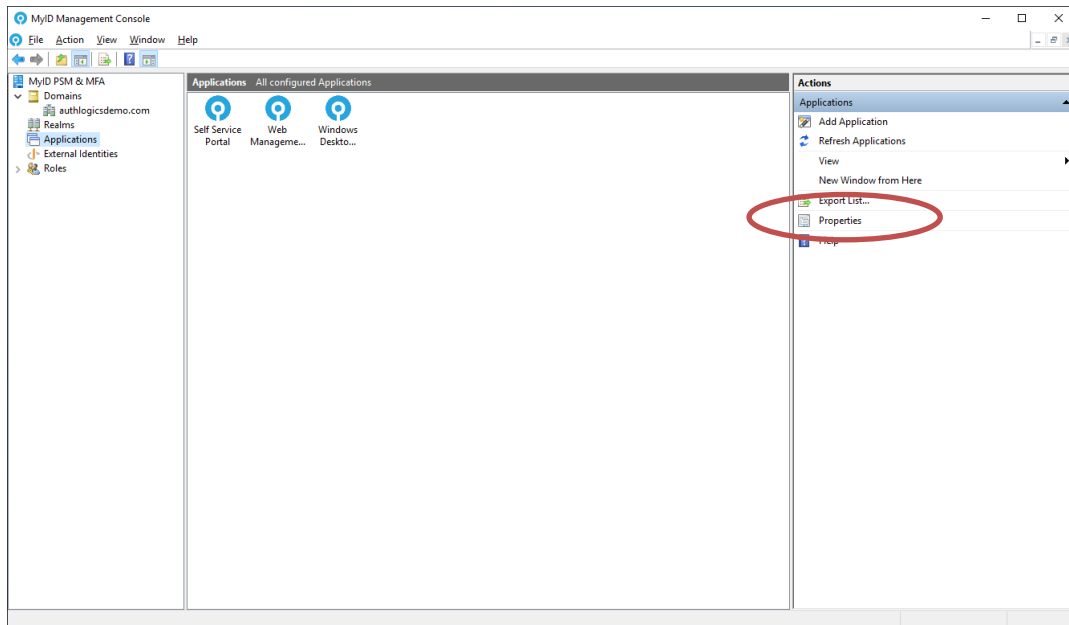 MyID Management Console
File Action View Window Help
MyID PSM & MFA
Domains
authlogicsdemo.com
Realms
Applications
External Identities
Roles
Applications All configured Applications
Self Service Portal
Web Manageme...
Windows Deskto...
Actions
Applications
Add Application
Refresh Applications
View
New Window from Here
Export List...
Properties
Help